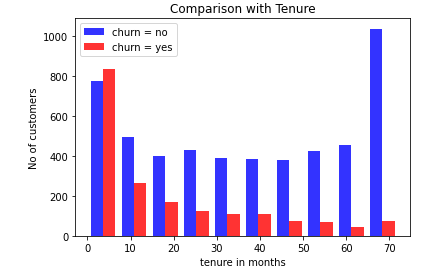 Comparison with Tenure
churn = no
churn = yes
No of customers
1000
800
600
400
200
0
0 10 20 30 40 50 60 70
tenure in months